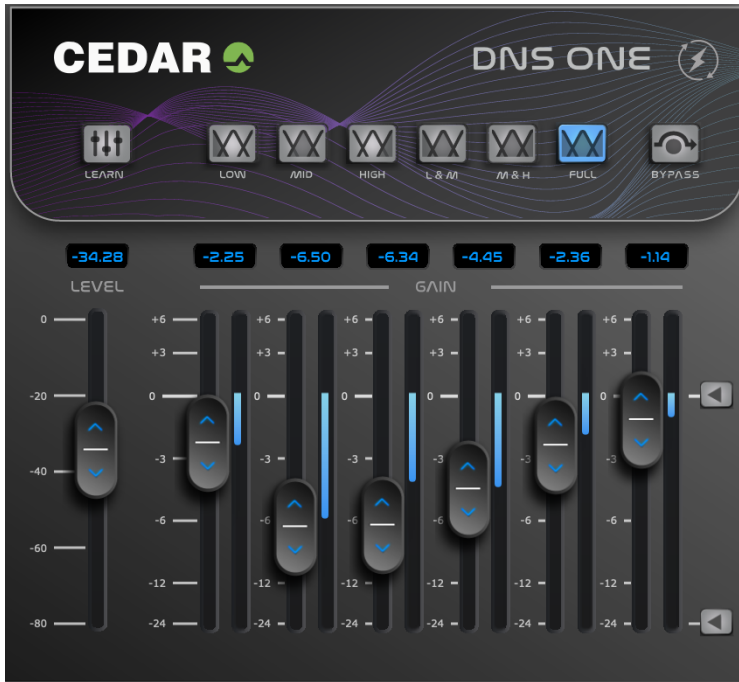 CEDAR DNS ONE
LEARN LOW MID HIGH L & M M & H FULL BYPASS
-34.28 -2.25 -6.50 -6.34 -4.45 -2.36 -1.14
LEVEL GAIN
0 +6 +6 +6 +6 +6 +6
+3 +3 +3 +3 +3 +3
-20 0 0 0 0 0 0
-3 -3 -3 -3 -3 -3
-40
-6 -6 -6 -6 -6 -6
-60
-12 -12 -12 -12 -12 -12
-80 -24 -24 -24 -24 -24 -24